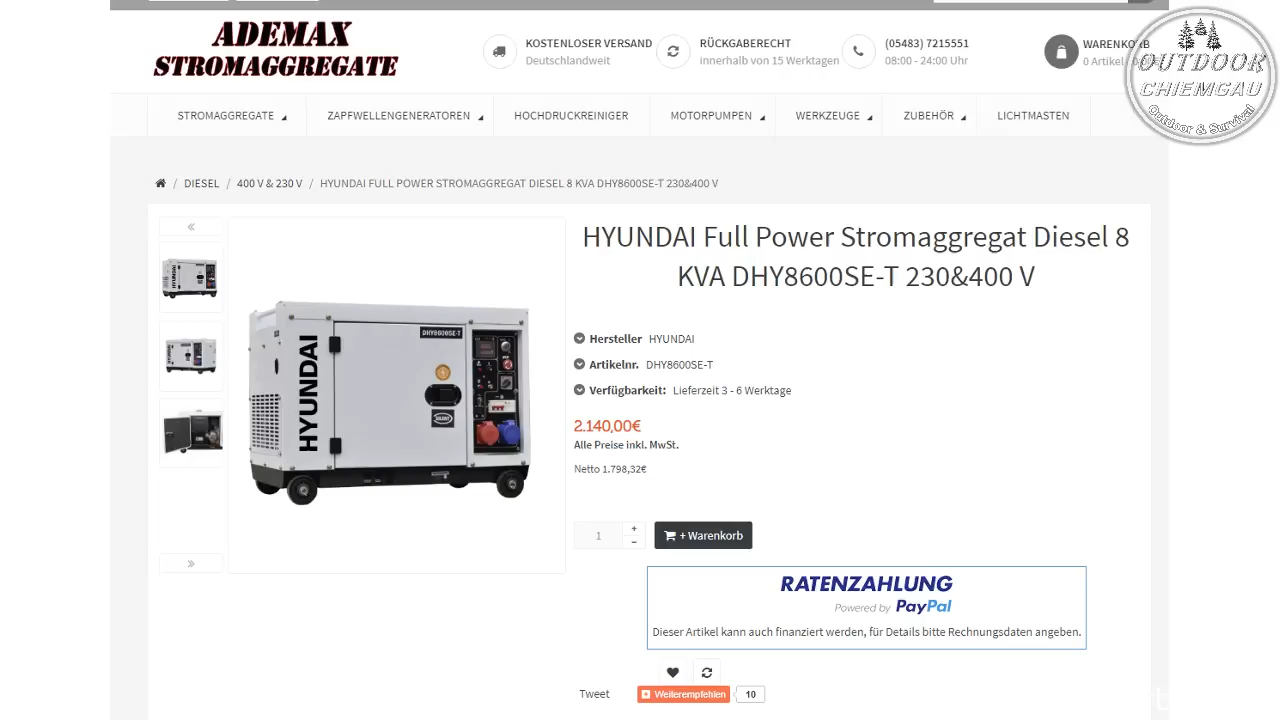 ADEMAX
STROMAGGREGATE
KOSTENLOSER VERSAND
Deutschlandweit
RÜCKGABERECHT
innerhalb von 15 Werktagen
(05483) 7215551
08:00 - 24:00 Uhr
WARENKORB
0 Artikel
OUTDOOR
CHIEMGAU
Outdoor & Survival
STROMAGGREGATE
ZAPFWELLENGENERATOREN
HOCHDRUCKREINIGER
MOTORPUMPEN
WERKZEUGE
ZUBEHÖR
LICHTMASTEN
/ DIESEL / 400 V & 230 V / HYUNDAI FULL POWER STROMAGGREGAT DIESEL 8 KVA DHY8600SE-T 230&400 V
HYUNDAI
DHY8600SE-T
SILENT
HYUNDAI Full Power Stromaggregat Diesel 8
KVA DHY8600SE-T 230&400 V
Hersteller HYUNDAI
Artikelnr. DHY8600SE-T
Verfügbarkeit: Lieferzeit 3 - 6 Werktage
2.140,00€
Alle Preise inkl. MwSt.
Netto 1.798,32€
1 + −
+ Warenkorb
RATENZAHLUNG
Powered by PayPal
Dieser Artikel kann auch finanziert werden, für Details bitte Rechnungsdaten angeben.
Tweet
Weiterempfehlen 10